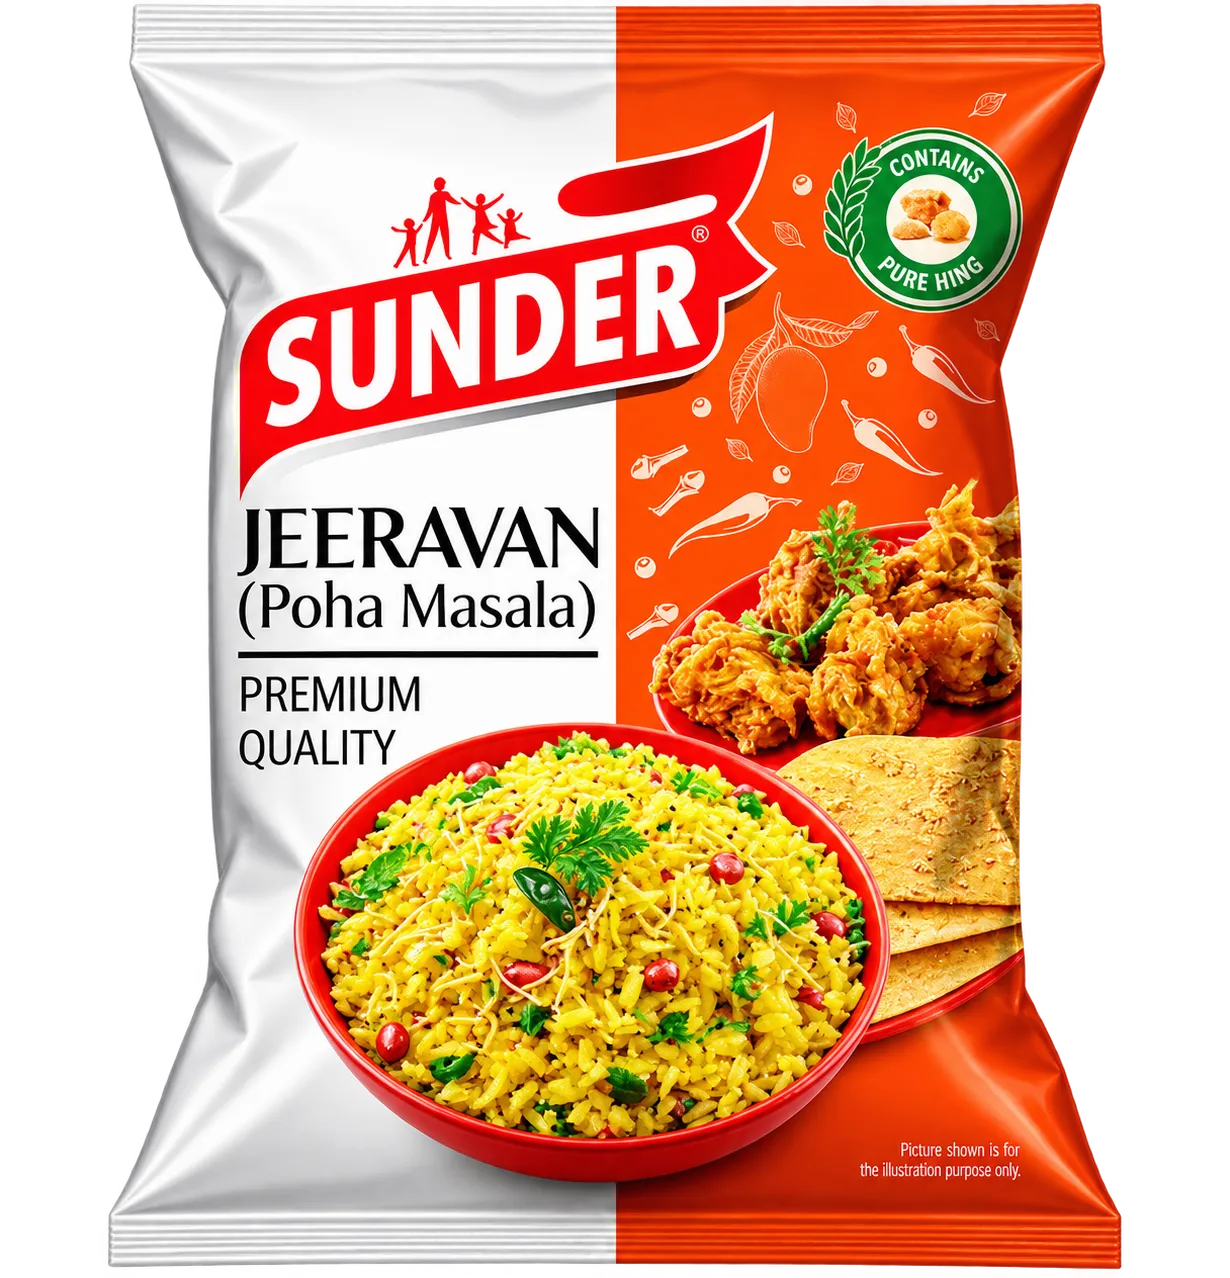 SUNDER®
CONTAINS
PURE HING
JEERAVAN
(Poha Masala)
PREMIUM
QUALITY
Picture shown is for
the illustration purpose only.